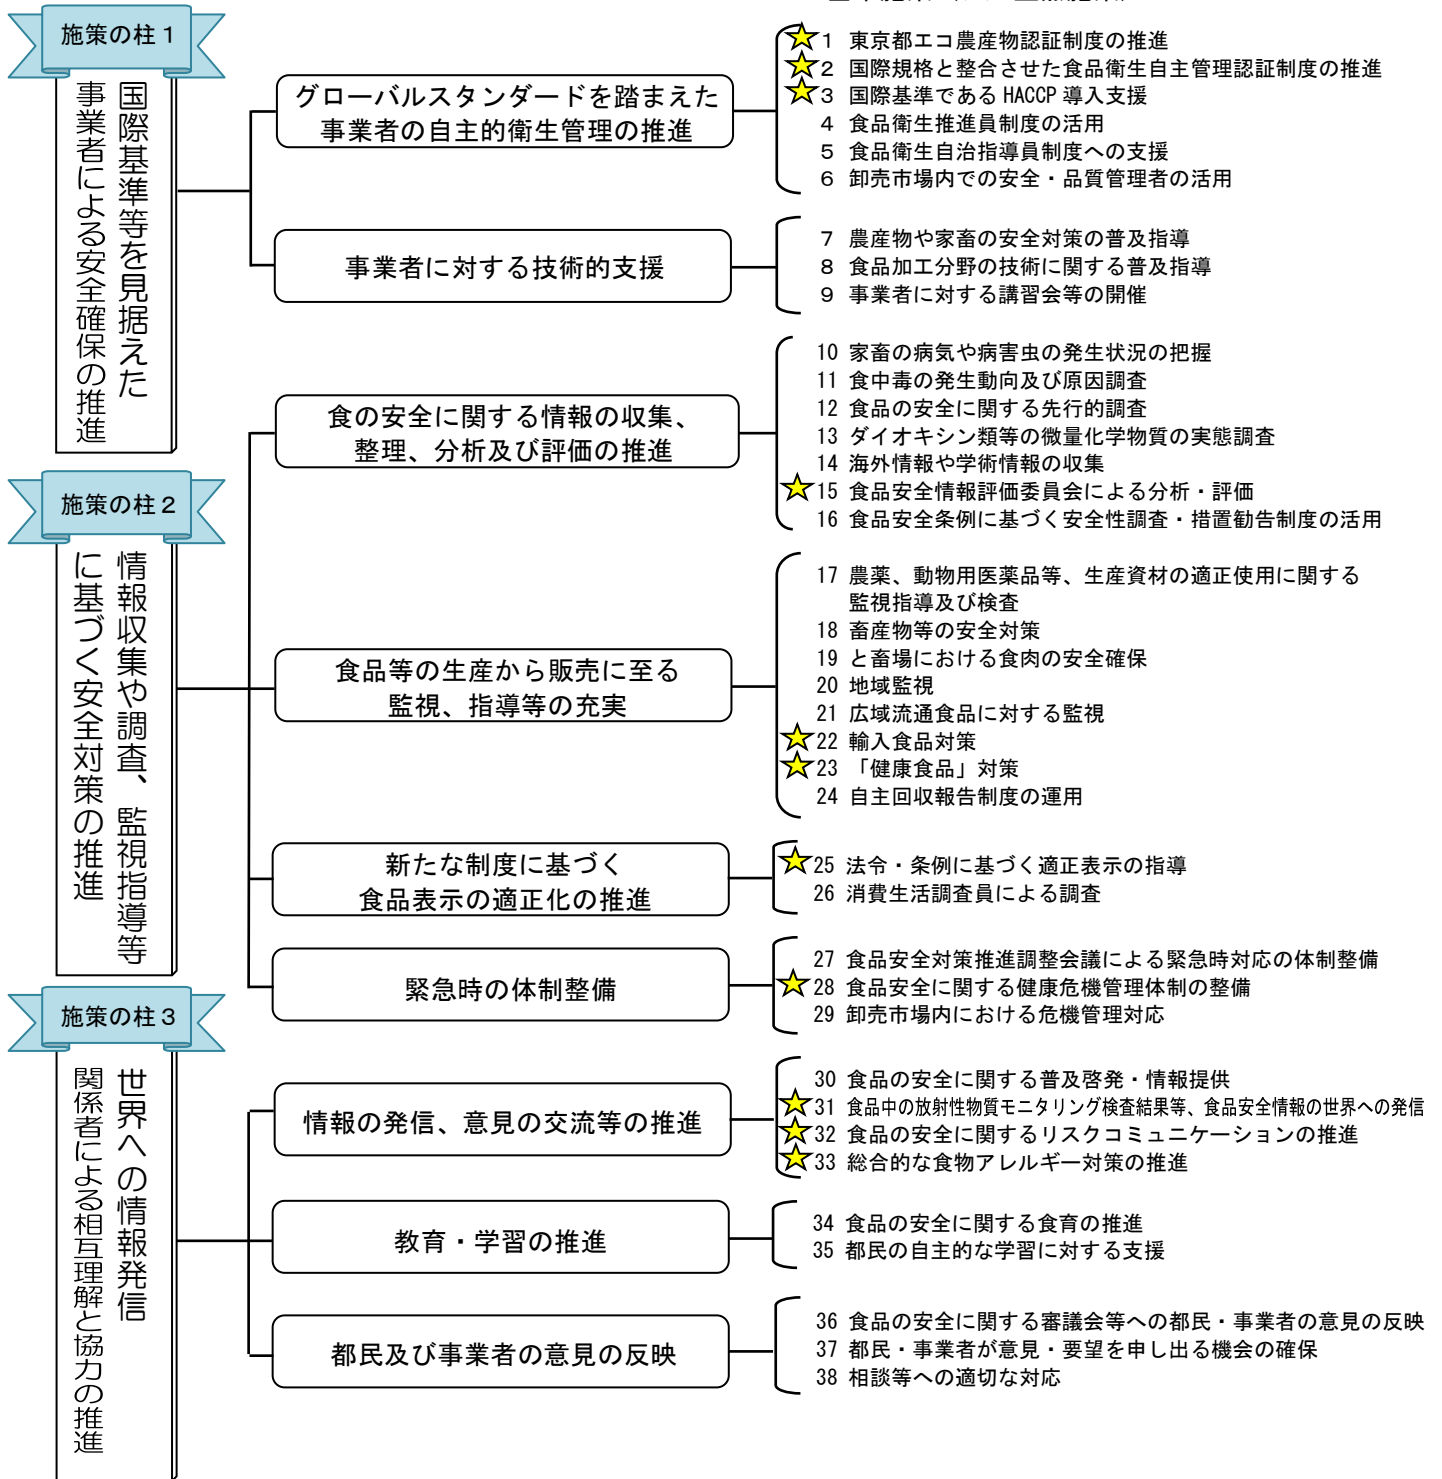 施策の柱１
国際基準等を見据えた
事業者による安全確保の推進
グローバルスタンダードを踏まえた
事業者の自主的衛生管理の推進
1 東京都エコ農産物認証制度の推進
2 国際規格と整合させた食品衛生自主管理認証制度の推進
3 国際基準である HACCP 導入支援
4 食品衛生推進員制度の活用
5 食品衛生自治指導員制度への支援
6 卸売市場内での安全・品質管理者の活用
事業者に対する技術的支援
7 農産物や家畜の安全対策の普及指導
8 食品加工分野の技術に関する普及指導
9 事業者に対する講習会等の開催
施策の柱２
情報収集や調査、監視指導等
に基づく安全対策の推進
食の安全に関する情報の収集、
整理、分析及び評価の推進
10 家畜の病気や病害虫の発生状況の把握
11 食中毒の発生動向及び原因調査
12 食品の安全に関する先行的調査
13 ダイオキシン類等の微量化学物質の実態調査
14 海外情報や学術情報の収集
15 食品安全情報評価委員会による分析・評価
16 食品安全条例に基づく安全性調査・措置勧告制度の活用
食品等の生産から販売に至る
監視、指導等の充実
17 農薬、動物用医薬品等、生産資材の適正使用に関する
監視指導及び検査
18 畜産物等の安全対策
19 と畜場における食肉の安全確保
20 地域監視
21 広域流通食品に対する監視
22 輸入食品対策
23 「健康食品」対策
24 自主回収報告制度の運用
新たな制度に基づく
食品表示の適正化の推進
25 法令・条例に基づく適正表示の指導
26 消費生活調査員による調査
緊急時の体制整備
27 食品安全対策推進調整会議による緊急時対応の体制整備
28 食品安全に関する健康危機管理体制の整備
29 卸売市場内における危機管理対応
施策の柱３
世界への情報発信
関係者による相互理解と協力の推進
情報の発信、意見の交流等の推進
30 食品の安全に関する普及啓発・情報提供
31 食品中の放射性物質モニタリング検査結果等、食品安全情報の世界への発信
32 食品の安全に関するリスクコミュニケーションの推進
33 総合的な食物アレルギー対策の推進
教育・学習の推進
34 食品の安全に関する食育の推進
35 都民の自主的な学習に対する支援
都民及び事業者の意見の反映
36 食品の安全に関する審議会等への都民・事業者の意見の反映
37 都民・事業者が意見・要望を申し出る機会の確保
38 相談等への適切な対応